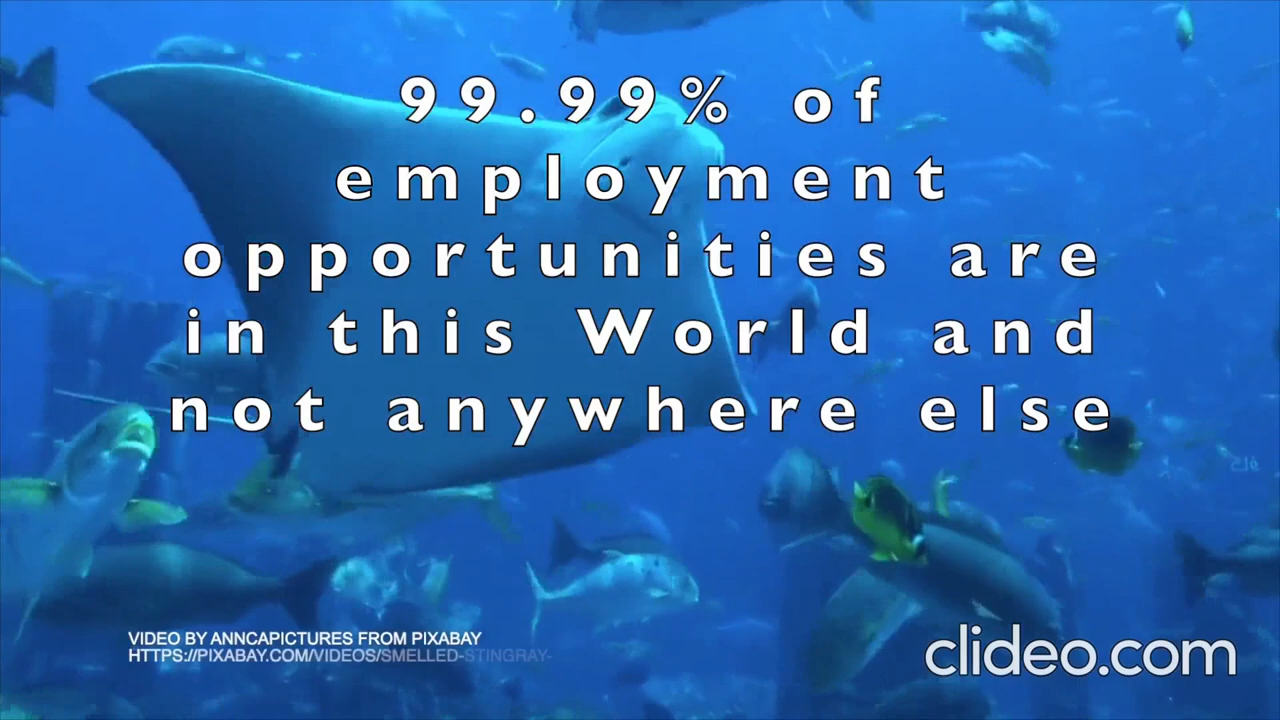 99.99% of
employment
opportunities are
in this World and
not anywhere else
VIDEO BY ANNCAPICTURES FROM PIXABAY
HTTPS://PIXABAY.COM/VIDEOS/SMELLED-STINGRAY-
clideo.com